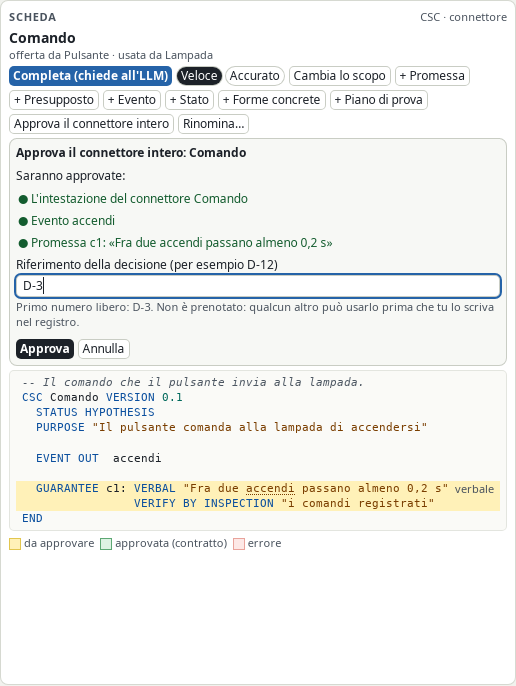 SCHEDA CSC · connettore
Comando
offerta da Pulsante · usata da Lampada
Completa (chiede all'LLM) Veloce Accurato Cambia lo scopo + Promessa
+ Presupposto + Evento + Stato + Forme concrete + Piano di prova
Approva il connettore intero Rinomina...
Approva il connettore intero: Comando
Saranno approvate:
● L'intestazione del connettore Comando
● Evento accendi
● Promessa c1: «Fra due accendi passano almeno 0,2 s»
Riferimento della decisione (per esempio D-12)
D-3
Primo numero libero: D-3. Non è prenotato: qualcun altro può usarlo prima che tu lo scriva
nel registro.
Approva Annulla
-- Il comando che il pulsante invia alla lampada.
CSC Comando VERSION 0.1
STATUS HYPOTHESIS
PURPOSE "Il pulsante comanda alla lampada di accendersi"
EVENT OUT accendi
GUARANTEE c1: VERBAL "Fra due accendi passano almeno 0,2 s" verbale
VERIFY BY INSPECTION "i comandi registrati"
END
da approvare approvata (contratto) errore